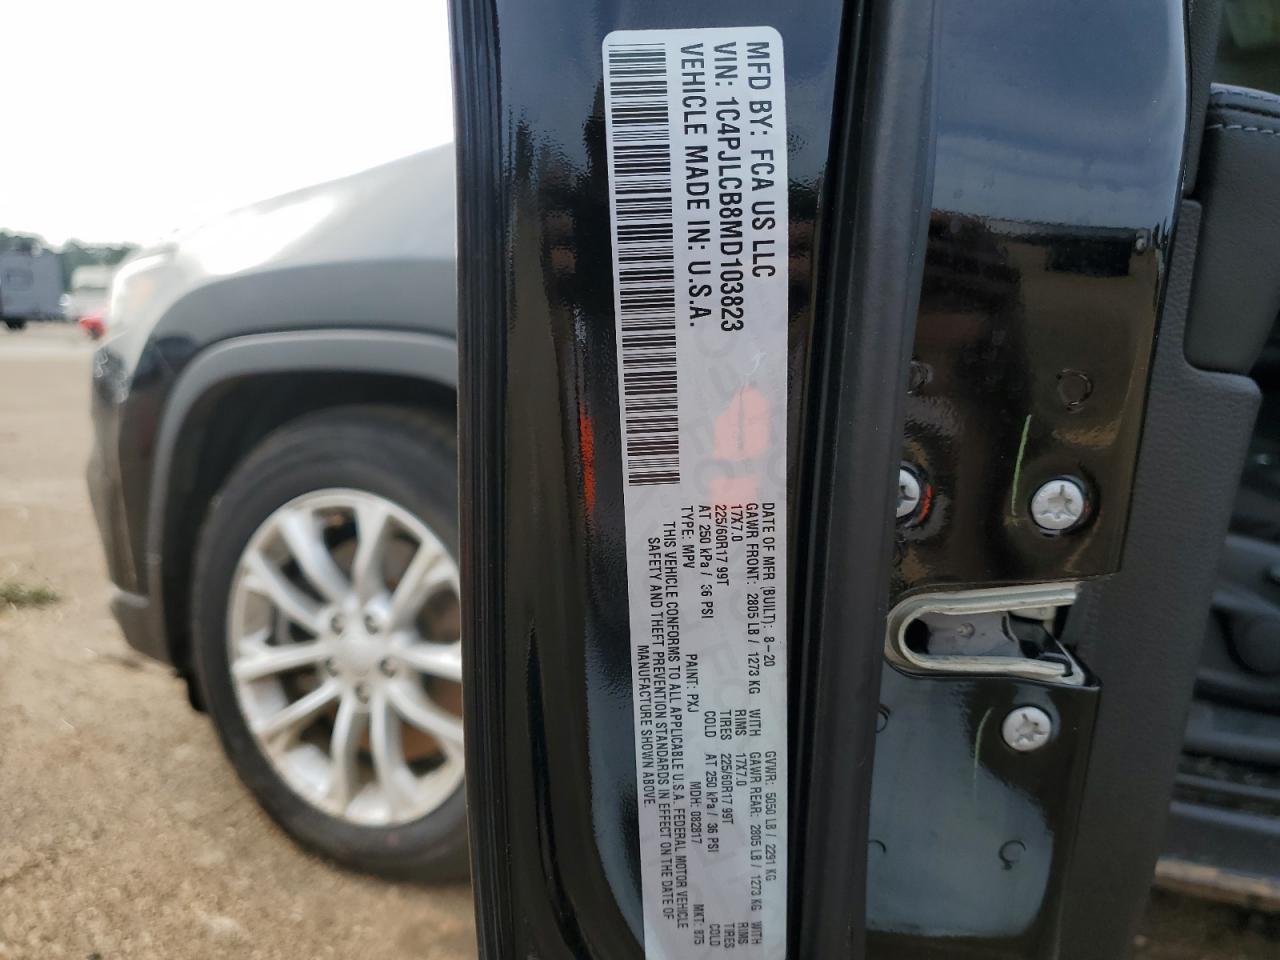 MFD BY: FCA US LLC
VIN: 1C4PJLCB8MD103823
VEHICLE MADE IN: U.S.A.
DATE OF MFR (BUILT): 8-20 GVWR: 5050 LB / 2291 KG
GAWR FRONT: 2805 LB / 1273 KG WITH GAWR REAR: 2805 LB / 1273 KG WITH
17X7.0 RIMS 17X7.0 RIMS
225/60R17 99T TIRES 225/60R17 99T TIRES
AT 250 kPa / 36 PSI COLD AT 250 kPa / 36 PSI COLD
TYPE: MPV PAINT: PXJ MDH: 082817 MKT: 875
THIS VEHICLE CONFORMS TO ALL APPLICABLE U.S.A. FEDERAL MOTOR VEHICLE
SAFETY AND THEFT PREVENTION STANDARDS IN EFFECT ON THE DATE OF
MANUFACTURE SHOWN ABOVE.